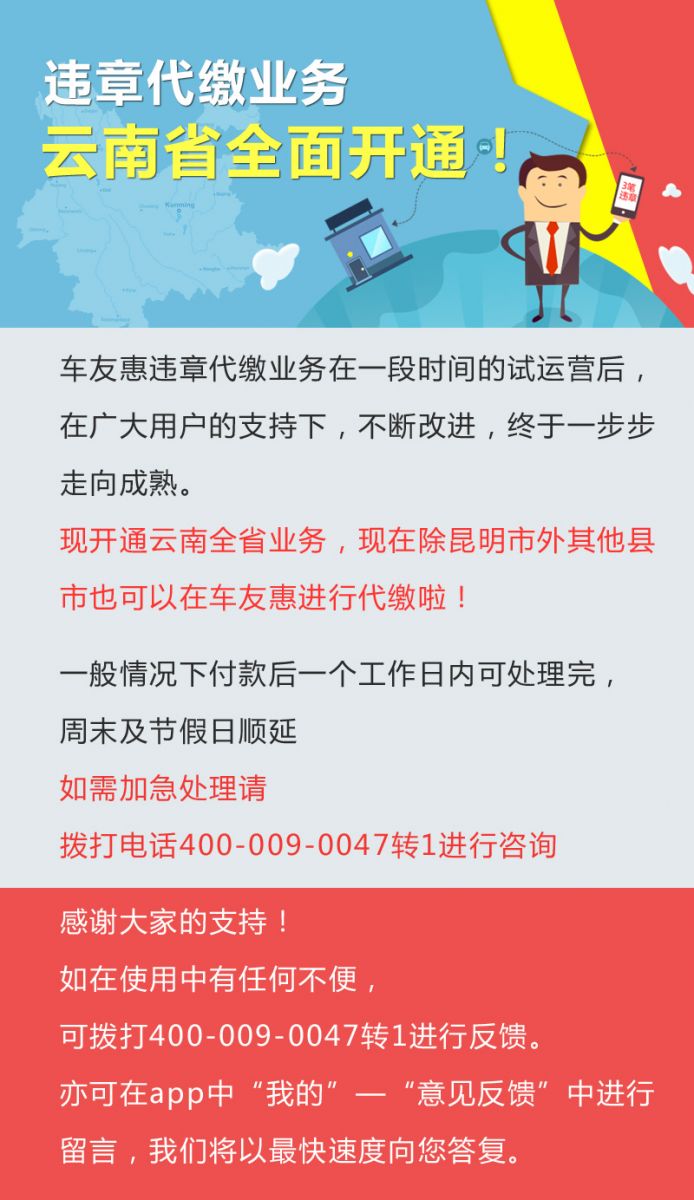 违章代缴业务
云南省全面开通！
Kunming
3笔
违章
车友惠违章代缴业务在一段时间的试运营后，
在广大用户的支持下，不断改进，终于一步步
走向成熟。
现开通云南全省业务，现在除昆明市外其他县
市也可以在车友惠进行代缴啦！
一般情况下付款后一个工作日内可处理完，
周末及节假日顺延
如需加急处理请
拨打电话400-009-0047转1进行咨询
感谢大家的支持！
如在使用中有任何不便，
可拨打400-009-0047转1进行反馈。
亦可在app中“我的”—“意见反馈”中进行
留言，我们将以最快速度向您答复。